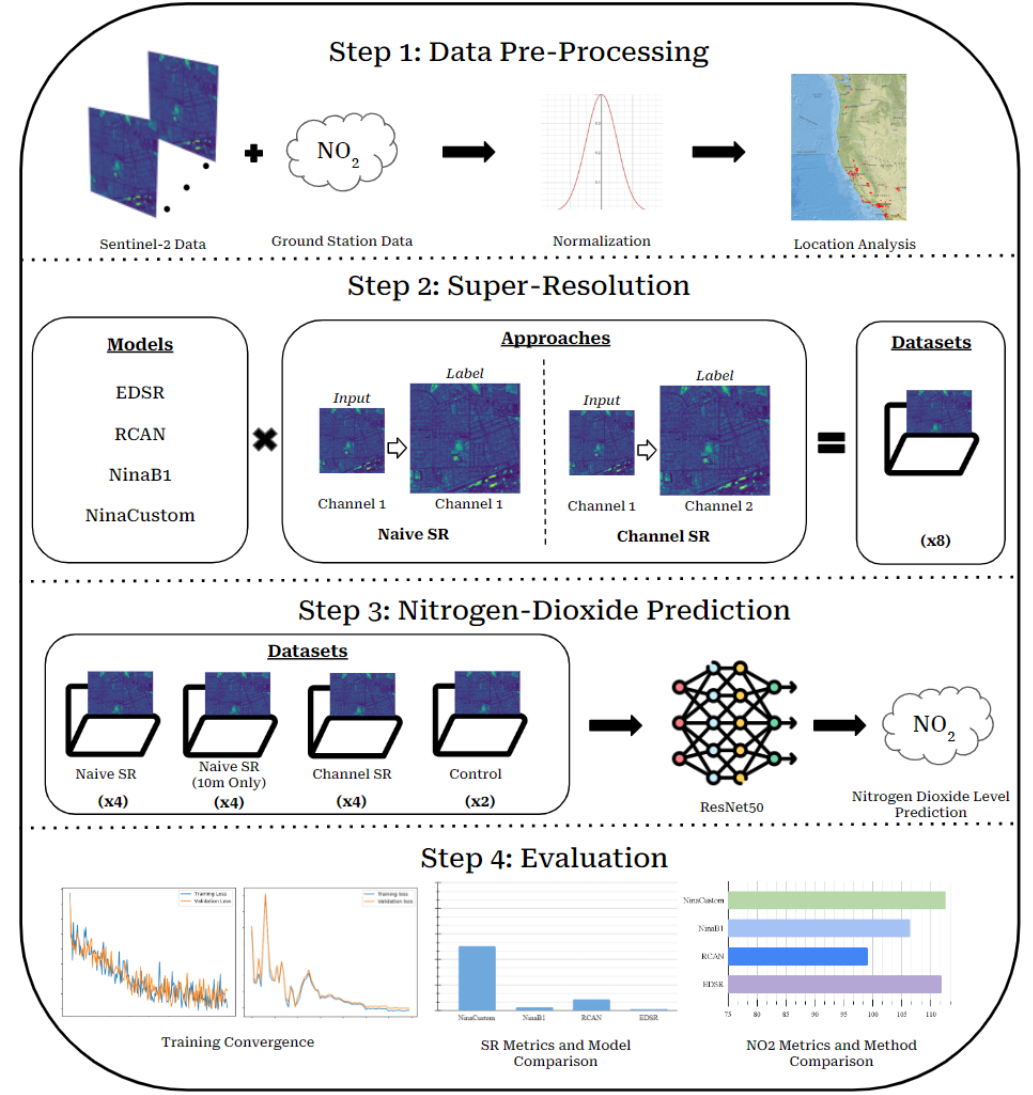 Step 1: Data Pre-Processing
NO2
Sentinel-2 Data
Ground Station Data
Normalization
Location Analysis
Step 2: Super-Resolution
Models
EDSR
RCAN
NinaB1
NinaCustom
Approaches
Input
Label
Channel 1
Channel 1
Naive SR
Input
Label
Channel 1
Channel 2
Channel SR
Datasets
(x8)
Step 3: Nitrogen-Dioxide Prediction
Datasets
Naive SR
(x4)
Naive SR
(10m Only)
(x4)
Channel SR
(x4)
Control
(x2)
ResNet50
NO2
Nitrogen Dioxide Level
Prediction
Step 4: Evaluation
Training Loss
Validation Loss
Training loss
Validation loss
Training Convergence
NinaCustom
NinaB1
RCAN
EDSR
SR Metrics and Model
Comparison
NinaCustom
NinaB1
RCAN
EDSR
75 80 85 90 95 100 105 110
NO2 Metrics and Method
Comparison